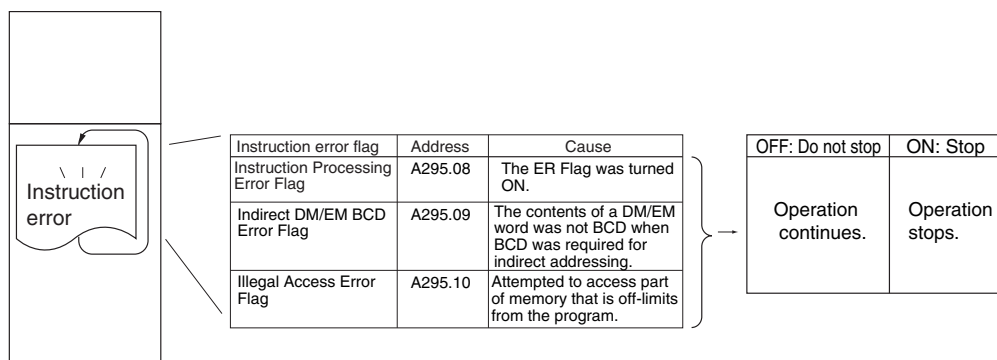 Instruction
error
Instruction error flag Address Cause
Instruction Processing
Error Flag
A295.08
The ER Flag was turned
ON.
Indirect DM/EM BCD
Error Flag
A295.09
The contents of a DM/EM
word was not BCD when
BCD was required for
indirect addressing.
Illegal Access Error
Flag
A295.10
Attempted to access part
of memory that is off-limits
from the program.
OFF: Do not stop ON: Stop
Operation
continues.
Operation
stops.